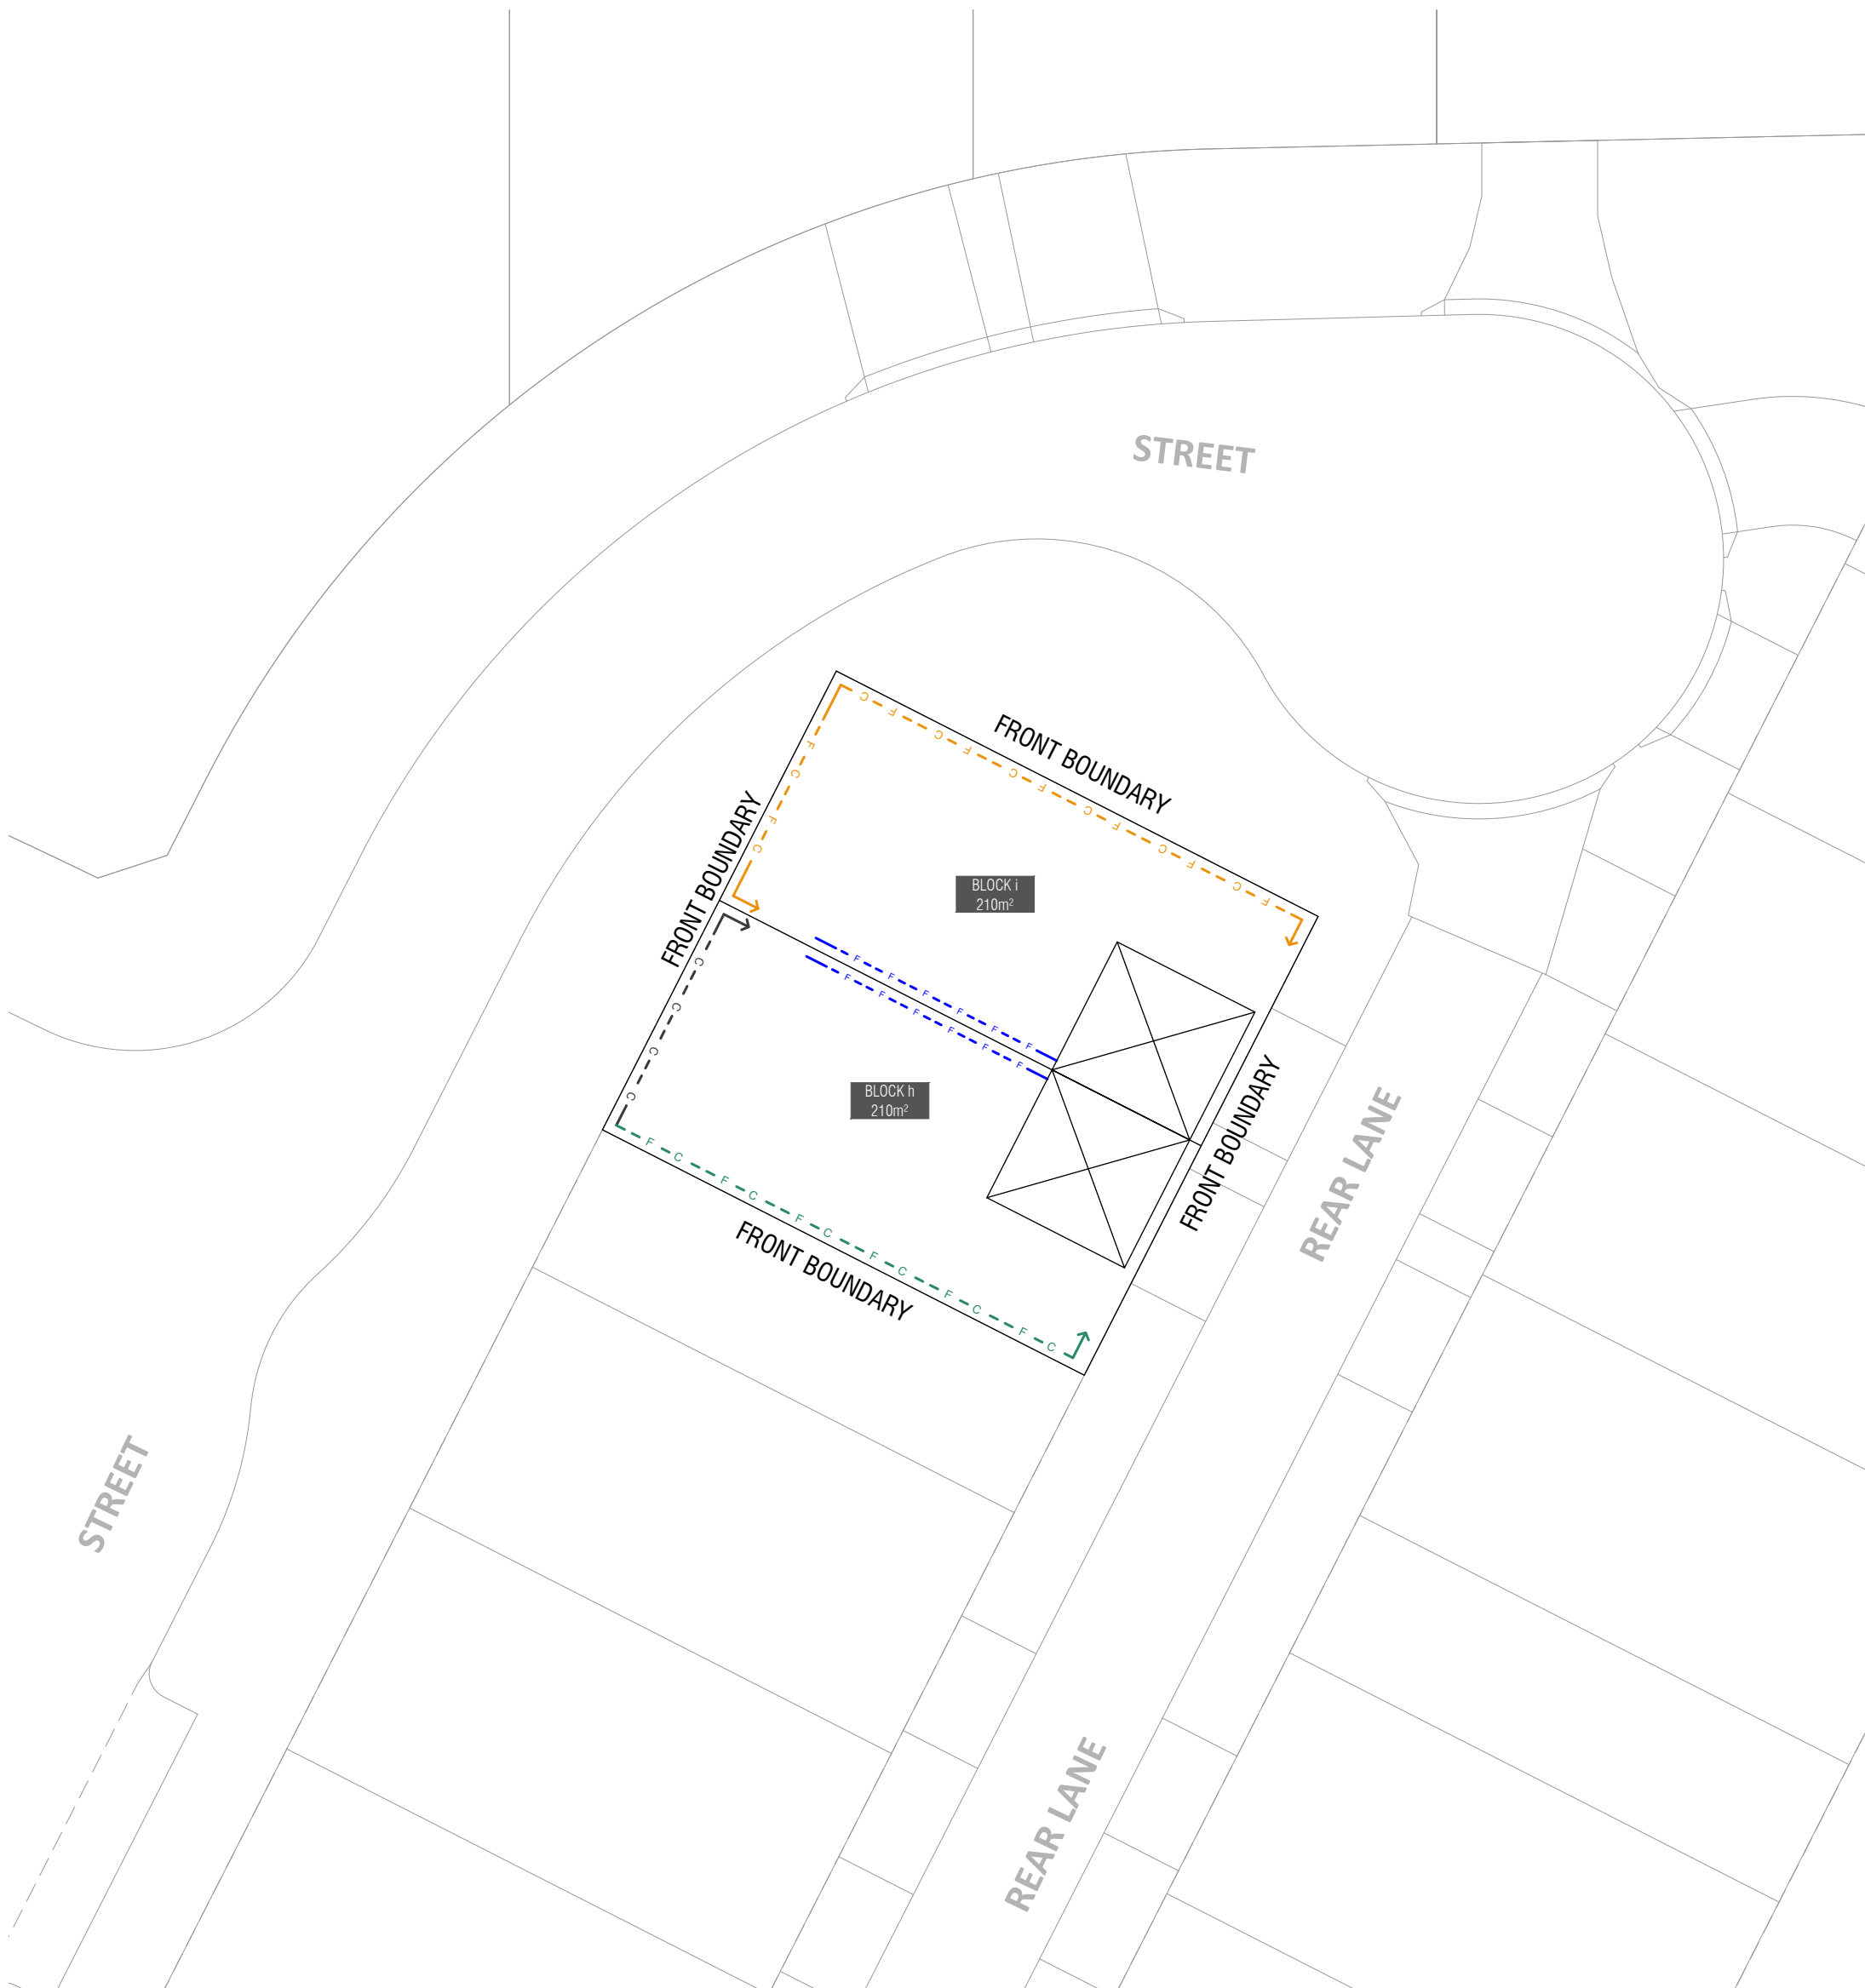 STREET
FRONT BOUNDARY
C F C F C F C F C F C F
F C F C
FRONT BOUNDARY
BLOCK i
210m²
F F F F F F
F F F F F F
C C C C
BLOCK h
210m²
FRONT BOUNDARY
REAR LANE
F C F C F C F C F C F C
FRONT BOUNDARY
STREET
REAR LANE